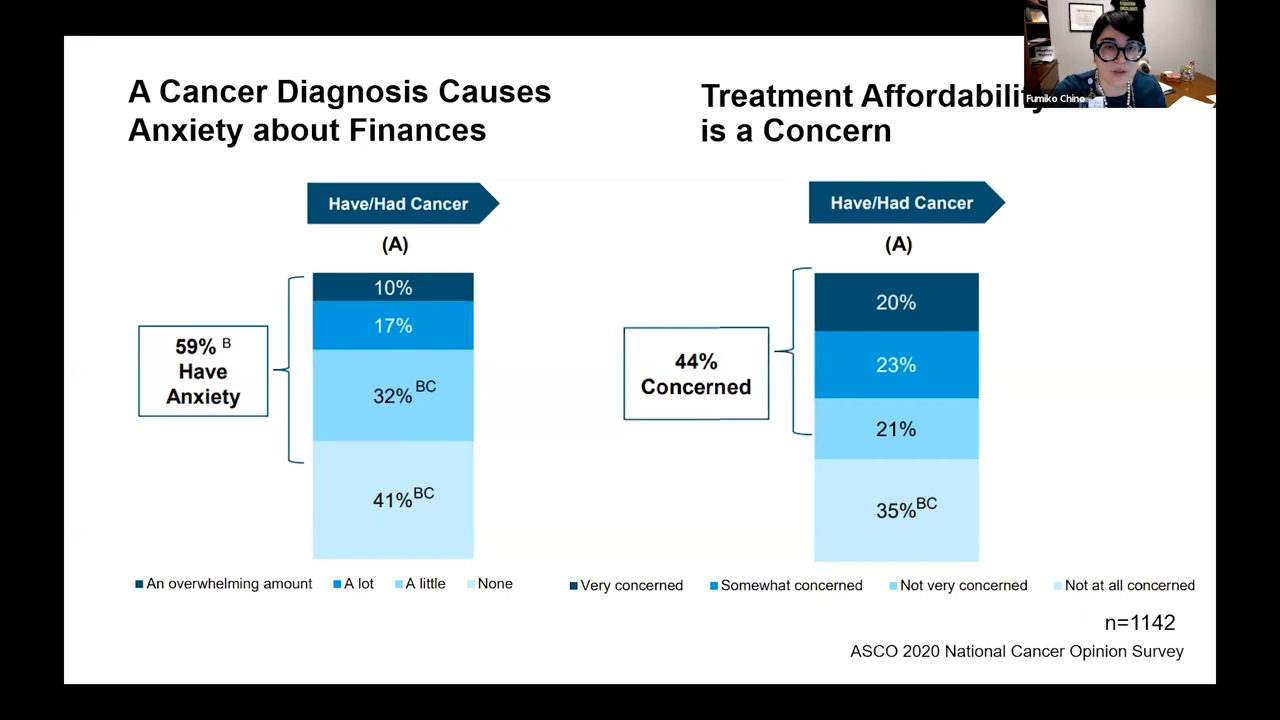 A Cancer Diagnosis Causes
Anxiety about Finances
Have/Had Cancer
(A)
59% B
Have
Anxiety
10%
17%
32% BC
41% BC
An overwhelming amount A lot A little None
Treatment Affordability
is a Concern
Have/Had Cancer
(A)
44%
Concerned
20%
23%
21%
35% BC
Very concerned Somewhat concerned Not very concerned Not at all concerned
n=1142
ASCO 2020 National Cancer Opinion Survey
Fumiko Chino